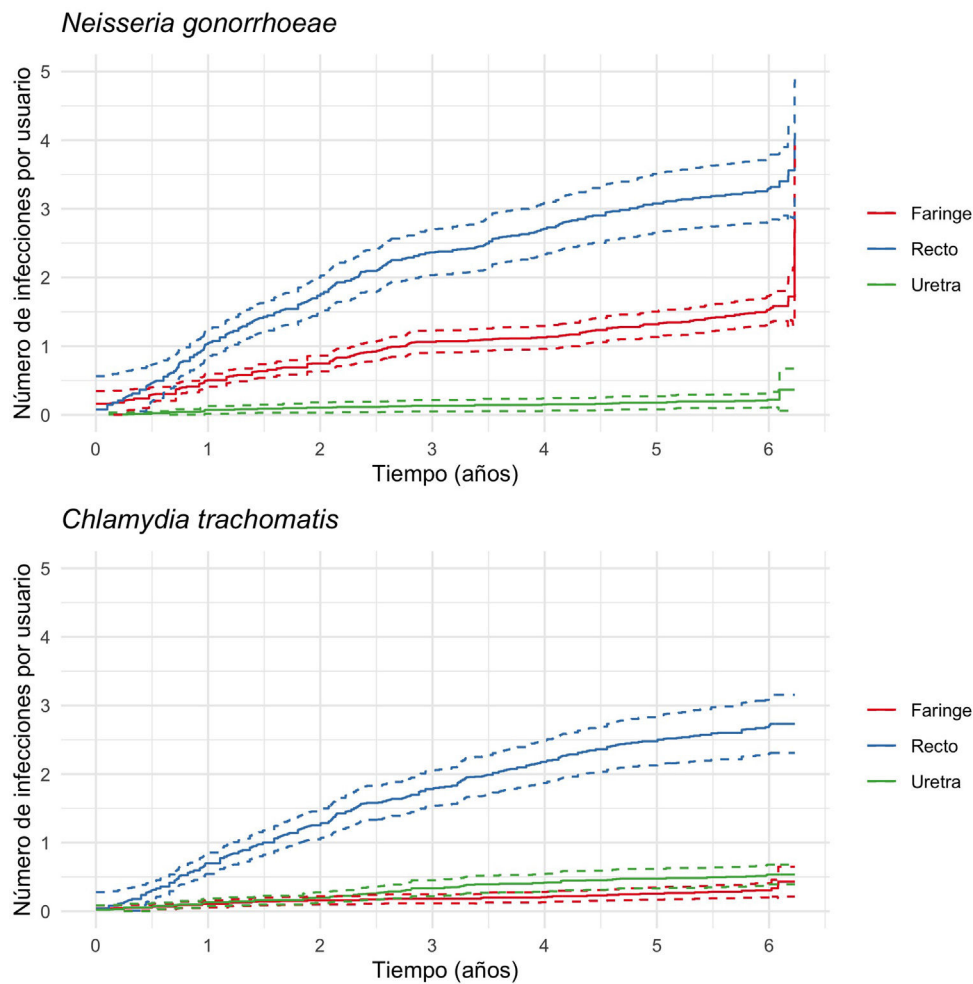 Neisseria gonorrhoeae
Número de infecciones por usuario
5
4
3
2
1
0
0 1 2 3 4 5 6
Tiempo (años)
Faringe
Recto
Uretra
Chlamydia trachomatis
Número de infecciones por usuario
5
4
3
2
1
0
0 1 2 3 4 5 6
Tiempo (años)
Faringe
Recto
Uretra